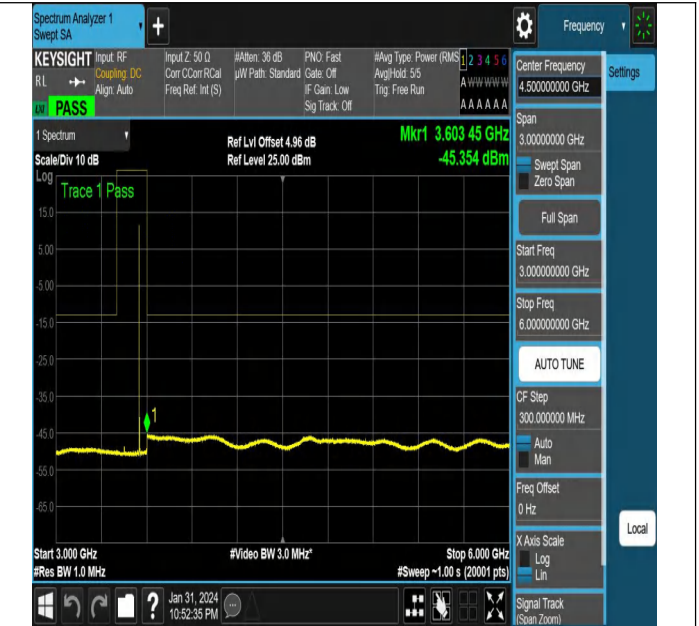 Spectrum Analyzer 1
Swept SA
+
Frequency
KEYSIGHT
RL
LXI PASS
Input: RF
Coupling: DC
Align: Auto
Input Z: 50 Ω
Corr CCorr RCal
Freq Ref: Int (S)
#Atten: 36 dB
µW Path: Standard
PNO: Fast
Gate: Off
IF Gain: Low
Sig Track: Off
#Avg Type: Power (RMS)
Avg|Hold: 5/5
Trig: Free Run
1 2 3 4 5 6
A W W W W W
A A A A A A
1 Spectrum
Scale/Div 10 dB
Ref Lvl Offset 4.96 dB
Ref Level 25.00 dBm
Mkr1 3.603 45 GHz
-45.354 dBm
Log
Trace 1 Pass
15.0
5.00
-5.00
-15.0
-25.0
-35.0
-45.0
-55.0
-65.0
1
Start 3.000 GHz
#Res BW 1.0 MHz
#Video BW 3.0 MHz*
Stop 6.000 GHz
#Sweep ~1.00 s (20001 pts)
?
Jan 31, 2024
10:52:35 PM
Center Frequency
4.500000000 GHz
Settings
Span
3.00000000 GHz
Swept Span
Zero Span
Full Span
Start Freq
3.000000000 GHz
Stop Freq
6.000000000 GHz
AUTO TUNE
CF Step
300.000000 MHz
Auto
Man
Freq Offset
0 Hz
X Axis Scale
Log
Lin
Local
Signal Track
(Span Zoom)